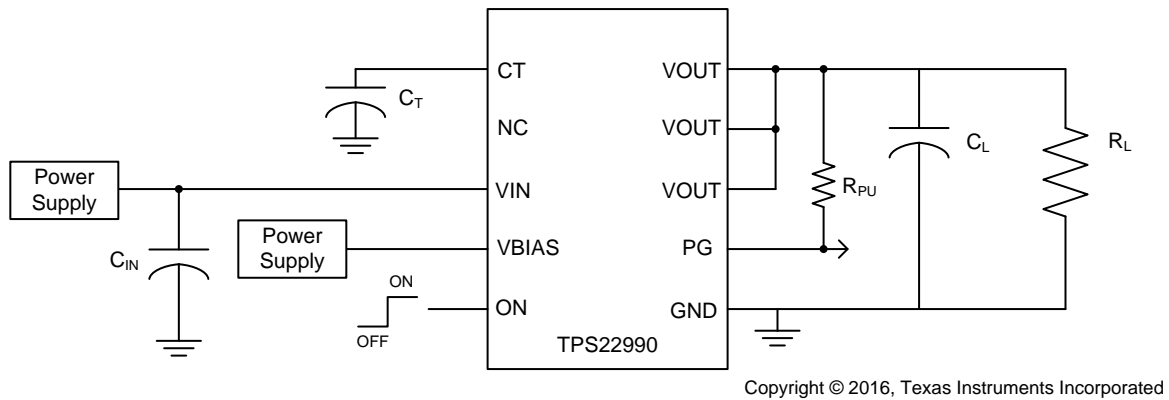 CT
VOUT
C_T
NC
VOUT
C_L
R_L
Power
Supply
VIN
VOUT
R_PU
Power
Supply
VBIAS
PG
C_IN
ON
OFF
ON
GND
TPS22990
Copyright © 2016, Texas Instruments Incorporated